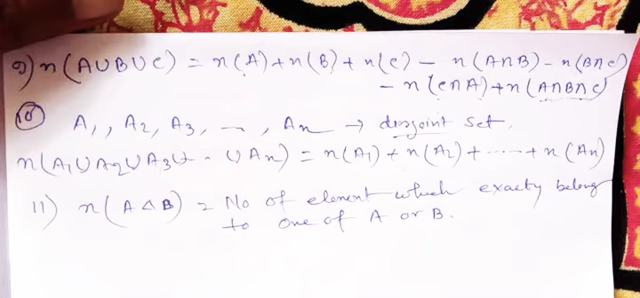 9) n(A∪B∪C) = n(A)+n(B)+n(C) - n(A∩B) - n(B∩C)
- n(C∩A)+n(A∩B∩C)
10) A1, A2, A3, ---, An → disjoint set.
n(A1∪A2∪A3∪--∪An) = n(A1)+n(A2)+------+n(An)
11) n(A△B) = No of element which exacty belong
to one of A or B.